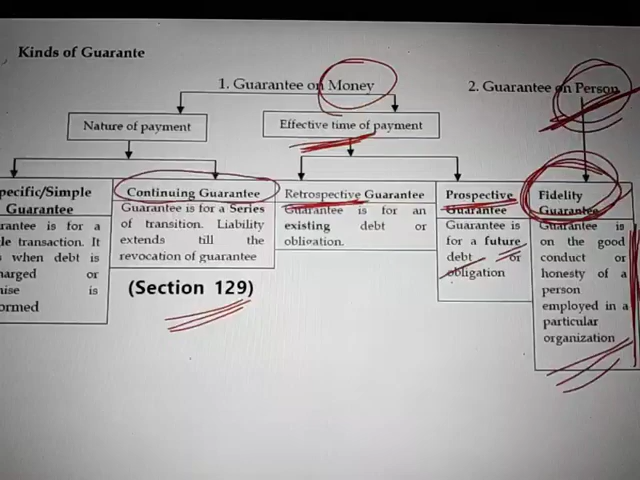 Kinds of Guarante
1. Guarantee on Money
2. Guarantee on Person
Nature of payment
Effective time of payment
pecific/Simple
Guarantee
rantee is for a
le transaction. It
s when debt is
harged or
mise is
ormed
Continuing Guarantee
Guarantee is for a Series
of transition. Liability
extends till the
revocation of guarantee
(Section 129)
Retrospective Guarantee
Guarantee is for an
existing debt or
obligation.
Prospective
Guarantee
Guarantee is
for a future
debt or
obligation
Fidelity
Guarantee
Guarantee is
on the good
conduct or
honesty of a
person
employed in a
particular
organization